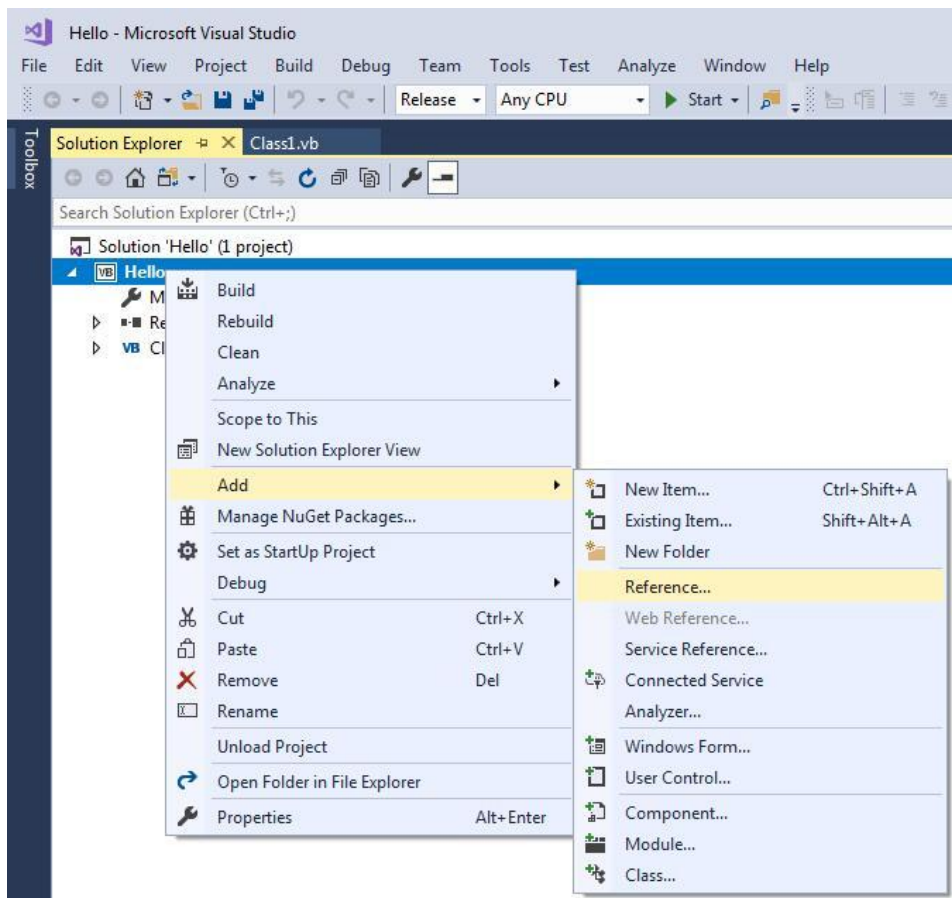 Hello - Microsoft Visual Studio
File Edit View Project Build Debug Team Tools Test Analyze Window Help
Release Any CPU Start
Toolbox
Solution Explorer Class1.vb
Search Solution Explorer (Ctrl+;)
Solution 'Hello' (1 project)
VB Hello
M
Re
VB Cl
Build
Rebuild
Clean
Analyze
Scope to This
New Solution Explorer View
Add
Manage NuGet Packages...
Set as StartUp Project
Debug
Cut Ctrl+X
Paste Ctrl+V
Remove Del
Rename
Unload Project
Open Folder in File Explorer
Properties Alt+Enter
New Item... Ctrl+Shift+A
Existing Item... Shift+Alt+A
New Folder
Reference...
Web Reference...
Service Reference...
Connected Service
Analyzer...
Windows Form...
User Control...
Component...
Module...
Class...